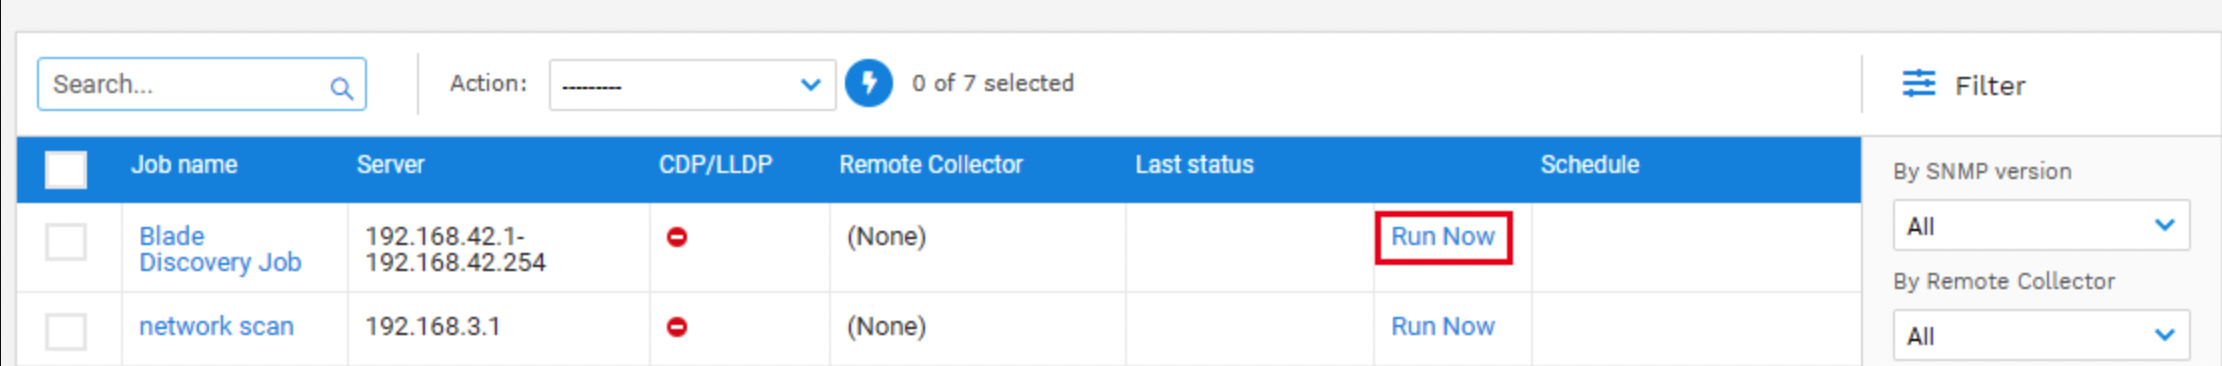 Search...
Action:
---------
0 of 7 selected
Filter
Job name
Server
CDP/LLDP
Remote Collector
Last status
Schedule
Blade
Discovery Job
192.168.42.1-
192.168.42.254
(None)
Run Now
network scan
192.168.3.1
(None)
Run Now
By SNMP version
All
By Remote Collector
All